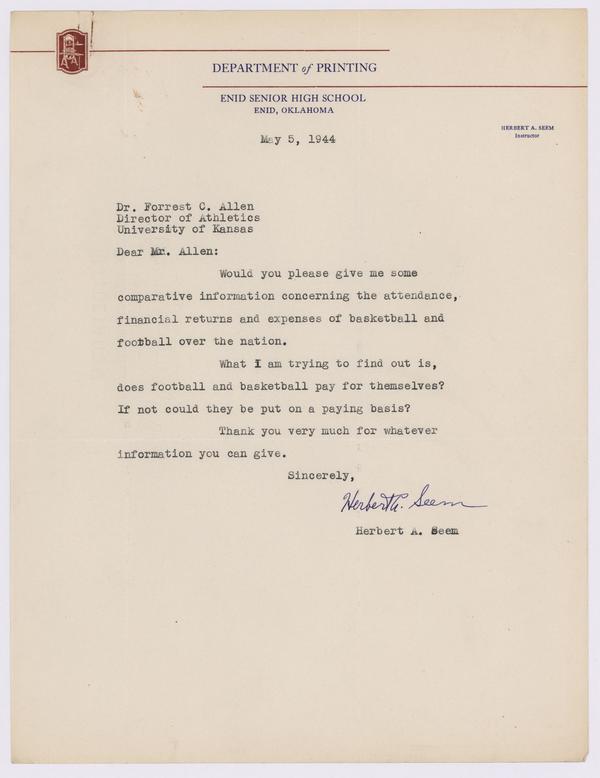 DEPARTMENT of PRINTING
ENID SENIOR HIGH SCHOOL
ENID, OKLAHOMA
HERBERT A. SEEM
Instructor
May 5, 1944
Dr. Forrest C. Allen
Director of Athletics
University of Kansas
Dear Mr. Allen:
Would you please give me some
comparative information concerning the attendance,
financial returns and expenses of basketball and
football over the nation.
What I am trying to find out is,
does football and basketball pay for themselves?
If not could they be put on a paying basis?
Thank you very much for whatever
information you can give.
Sincerely,
Herbert A. Seem
Herbert A. Seem